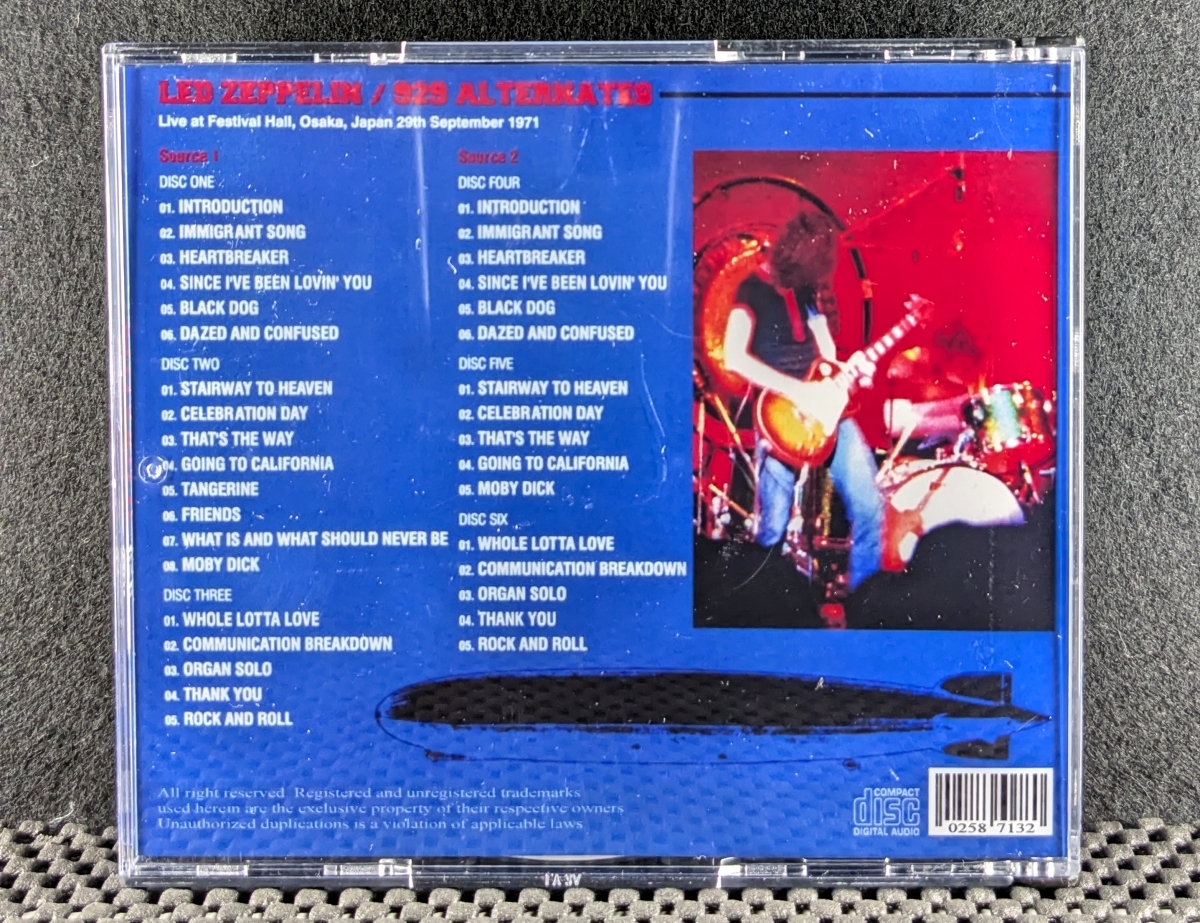 LED ZEPPELIN / 929 ALTERNATES
Live at Festival Hall, Osaka, Japan 29th September 1971
Source 1
DISC ONE
01. INTRODUCTION
02. IMMIGRANT SONG
03. HEARTBREAKER
04. SINCE I'VE BEEN LOVIN' YOU
05. BLACK DOG
06. DAZED AND CONFUSED
DISC TWO
01. STAIRWAY TO HEAVEN
02. CELEBRATION DAY
03. THAT'S THE WAY
04. GOING TO CALIFORNIA
05. TANGERINE
06. FRIENDS
07. WHAT IS AND WHAT SHOULD NEVER BE
08. MOBY DICK
DISC THREE
01. WHOLE LOTTA LOVE
02. COMMUNICATION BREAKDOWN
03. ORGAN SOLO
04. THANK YOU
05. ROCK AND ROLL
Source 2
DISC FOUR
01. INTRODUCTION
02. IMMIGRANT SONG
03. HEARTBREAKER
04. SINCE I'VE BEEN LOVIN' YOU
05. BLACK DOG
06. DAZED AND CONFUSED
DISC FIVE
01. STAIRWAY TO HEAVEN
02. CELEBRATION DAY
03. THAT'S THE WAY
04. GOING TO CALIFORNIA
05. MOBY DICK
DISC SIX
01. WHOLE LOTTA LOVE
02. COMMUNICATION BREAKDOWN
03. ORGAN SOLO
04. THANK YOU
05. ROCK AND ROLL
All right reserved. Registered and unregistered trademarks
used herein are the exclusive property of their respective owners
Unauthorized duplications is a violation of applicable laws
COMPACT
disc
DIGITAL AUDIO
0258 7132